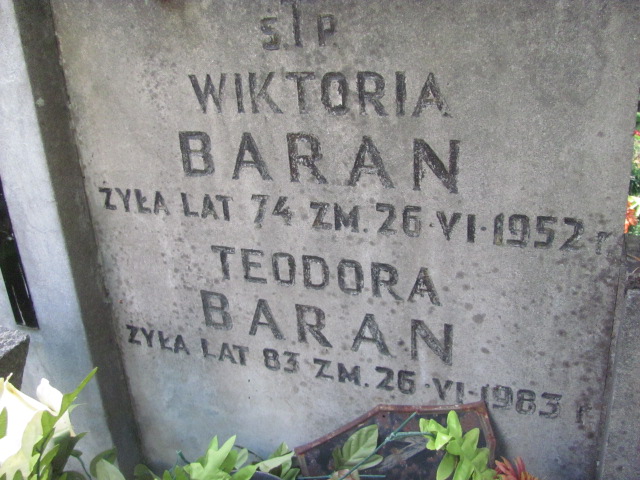 Ś.P.
WIKTORIA
BARAN
ŻYŁA LAT 74 ZM. 26·VI·1952 r.
TEODORA
BARAN
ŻYŁA LAT 83 ZM. 26·VI·1983 r